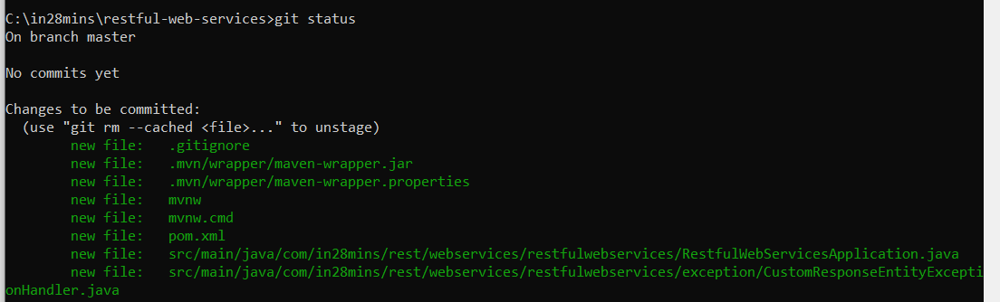 C:\in28mins\restful-web-services>git status
On branch master
No commits yet
Changes to be committed:
  (use "git rm --cached <file>..." to unstage)
        new file:   .gitignore
        new file:   .mvn/wrapper/maven-wrapper.jar
        new file:   .mvn/wrapper/maven-wrapper.properties
        new file:   mvnw
        new file:   mvnw.cmd
        new file:   pom.xml
        new file:   src/main/java/com/in28mins/rest/webservices/restfulwebservices/RestfulWebServicesApplication.java
        new file:   src/main/java/com/in28mins/rest/webservices/restfulwebservices/exception/CustomResponseEntityExcepti
onHandler.java